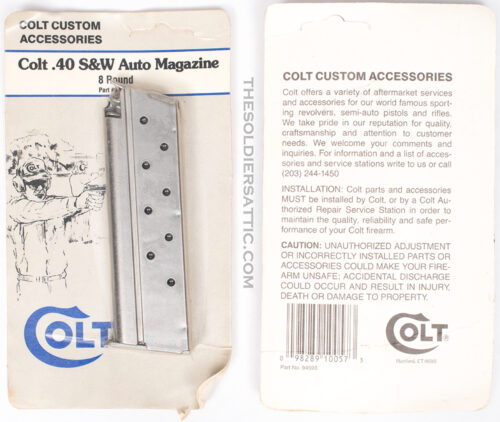 COLT CUSTOM
ACCESSORIES
Colt .40 S&W Auto Magazine
8 Round
Part
COLT
THESOLDIERSATTIC.COM
COLT CUSTOM ACCESSORIES
Colt offers a variety of aftermarket services
and accessories for our world famous sport-
ing revolvers, semi-auto pistols and rifles.
We take pride in our reputation for quality,
craftsmanship and attention to customer
needs. We welcome your comments and
inquiries. For information and a list of acces-
sories and service stations write to us or call
(203) 244-1450
INSTALLATION: Colt parts and accessories
MUST be installed by Colt, or by a Colt Au-
thorized Repair Service Station in order to
maintain the quality, reliability and safe per-
formance of your Colt firearm.
CAUTION: UNAUTHORIZED ADJUSTMENT
OR INCORRECTLY INSTALLED PARTS OR
ACCESSORIES COULD MAKE YOUR FIRE-
ARM UNSAFE; ACCIDENTAL DISCHARGE
COULD OCCUR AND RESULT IN INJURY,
DEATH OR DAMAGE TO PROPERTY.
0 98289 10057 3
COLT®
Part No.